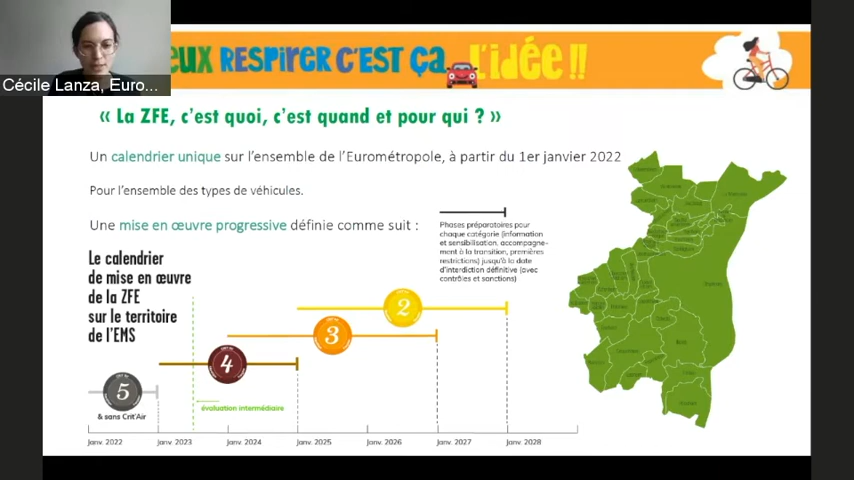 EUX RESPIRER C'EST ÇA L'idée !!
Cécile Lanza, Euro...
« La ZFE, c'est quoi, c'est quand et pour qui ? »
Un calendrier unique sur l'ensemble de l'Eurométropole, à partir du 1er janvier 2022
Pour l'ensemble des types de véhicules.
Une mise en œuvre progressive définie comme suit :
Phases préparatoires pour
chaque catégorie (information
et sensibilisation, accompagne-
ment à la transition, premières
restrictions) jusqu'à la date
d'interdiction définitive (avec
contrôles et sanctions)
Le calendrier
de mise en œuvre
de la ZFE
sur le territoire
de l'EMS
2
3
4
5
& sans Crit'Air
évaluation intermédiaire
Janv. 2022
Janv. 2023
Janv. 2024
Janv. 2025
Janv. 2026
Janv. 2027
Janv. 2028